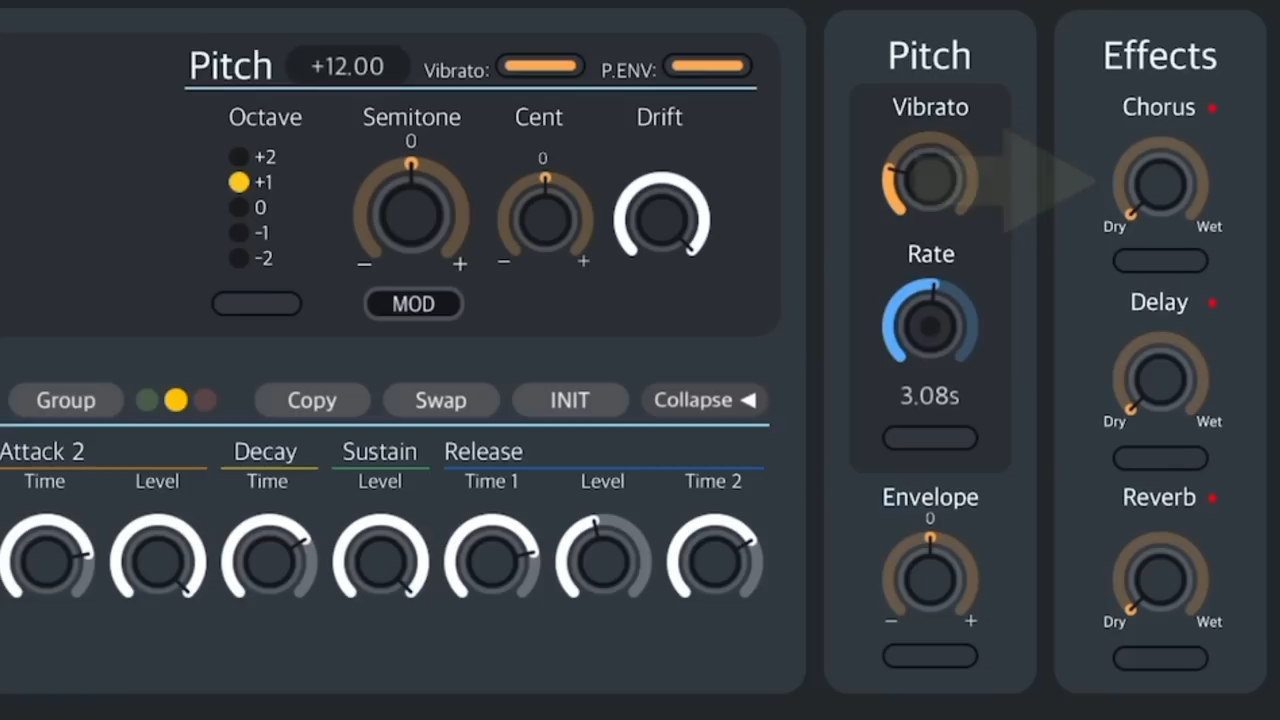 Pitch +12.00 Vibrato: P.ENV:
Octave Semitone Cent Drift
0 0
+2
+1
0
-1
-2
− + − +
MOD
Group Copy Swap INIT Collapse ◀
Attack 2 Decay Sustain Release
Time Level Time Level Time 1 Level Time 2
Pitch
Vibrato
Rate
3.08s
Envelope
0
− +
Effects
Chorus
Dry Wet
Delay
Dry Wet
Reverb
Dry Wet